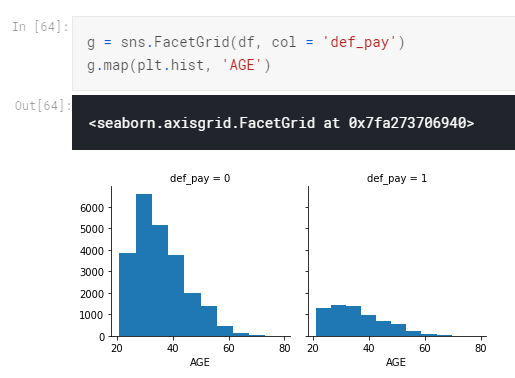 In [64]:
g = sns.FacetGrid(df, col = 'def_pay')
g.map(plt.hist, 'AGE')
Out[64]:
<seaborn.axisgrid.FacetGrid at 0x7fa273706940>
def_pay = 0
def_pay = 1
6000
5000
4000
3000
2000
1000
0
20 40 60 80
20 40 60 80
AGE
AGE